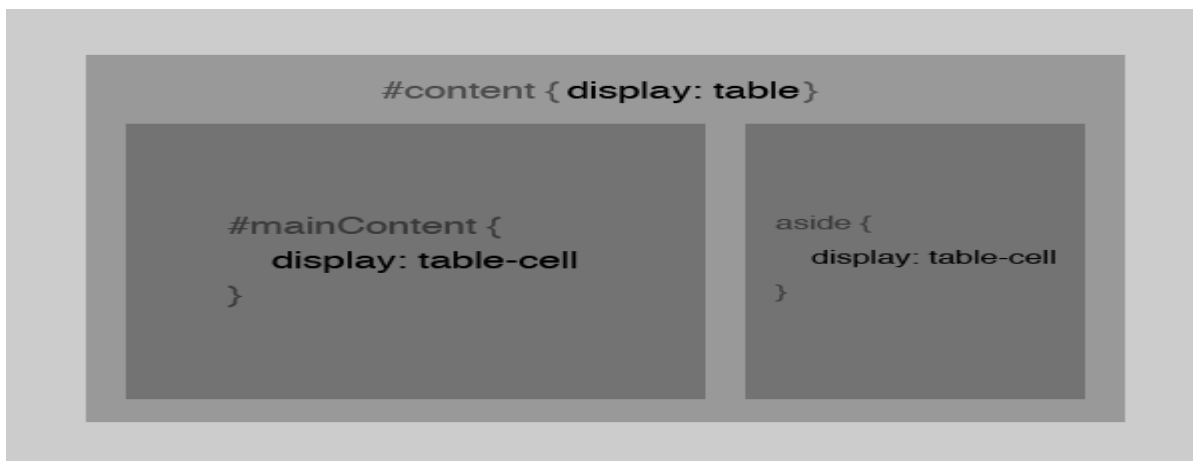 #content { display: table}
#mainContent {
display: table-cell
}
aside {
display: table-cell
}